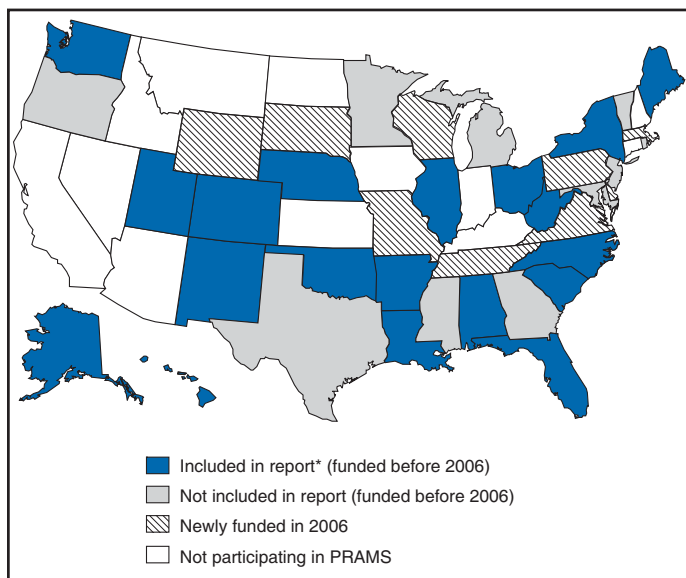 Included in report* (funded before 2006)
Not included in report (funded before 2006)
Newly funded in 2006
Not participating in PRAMS